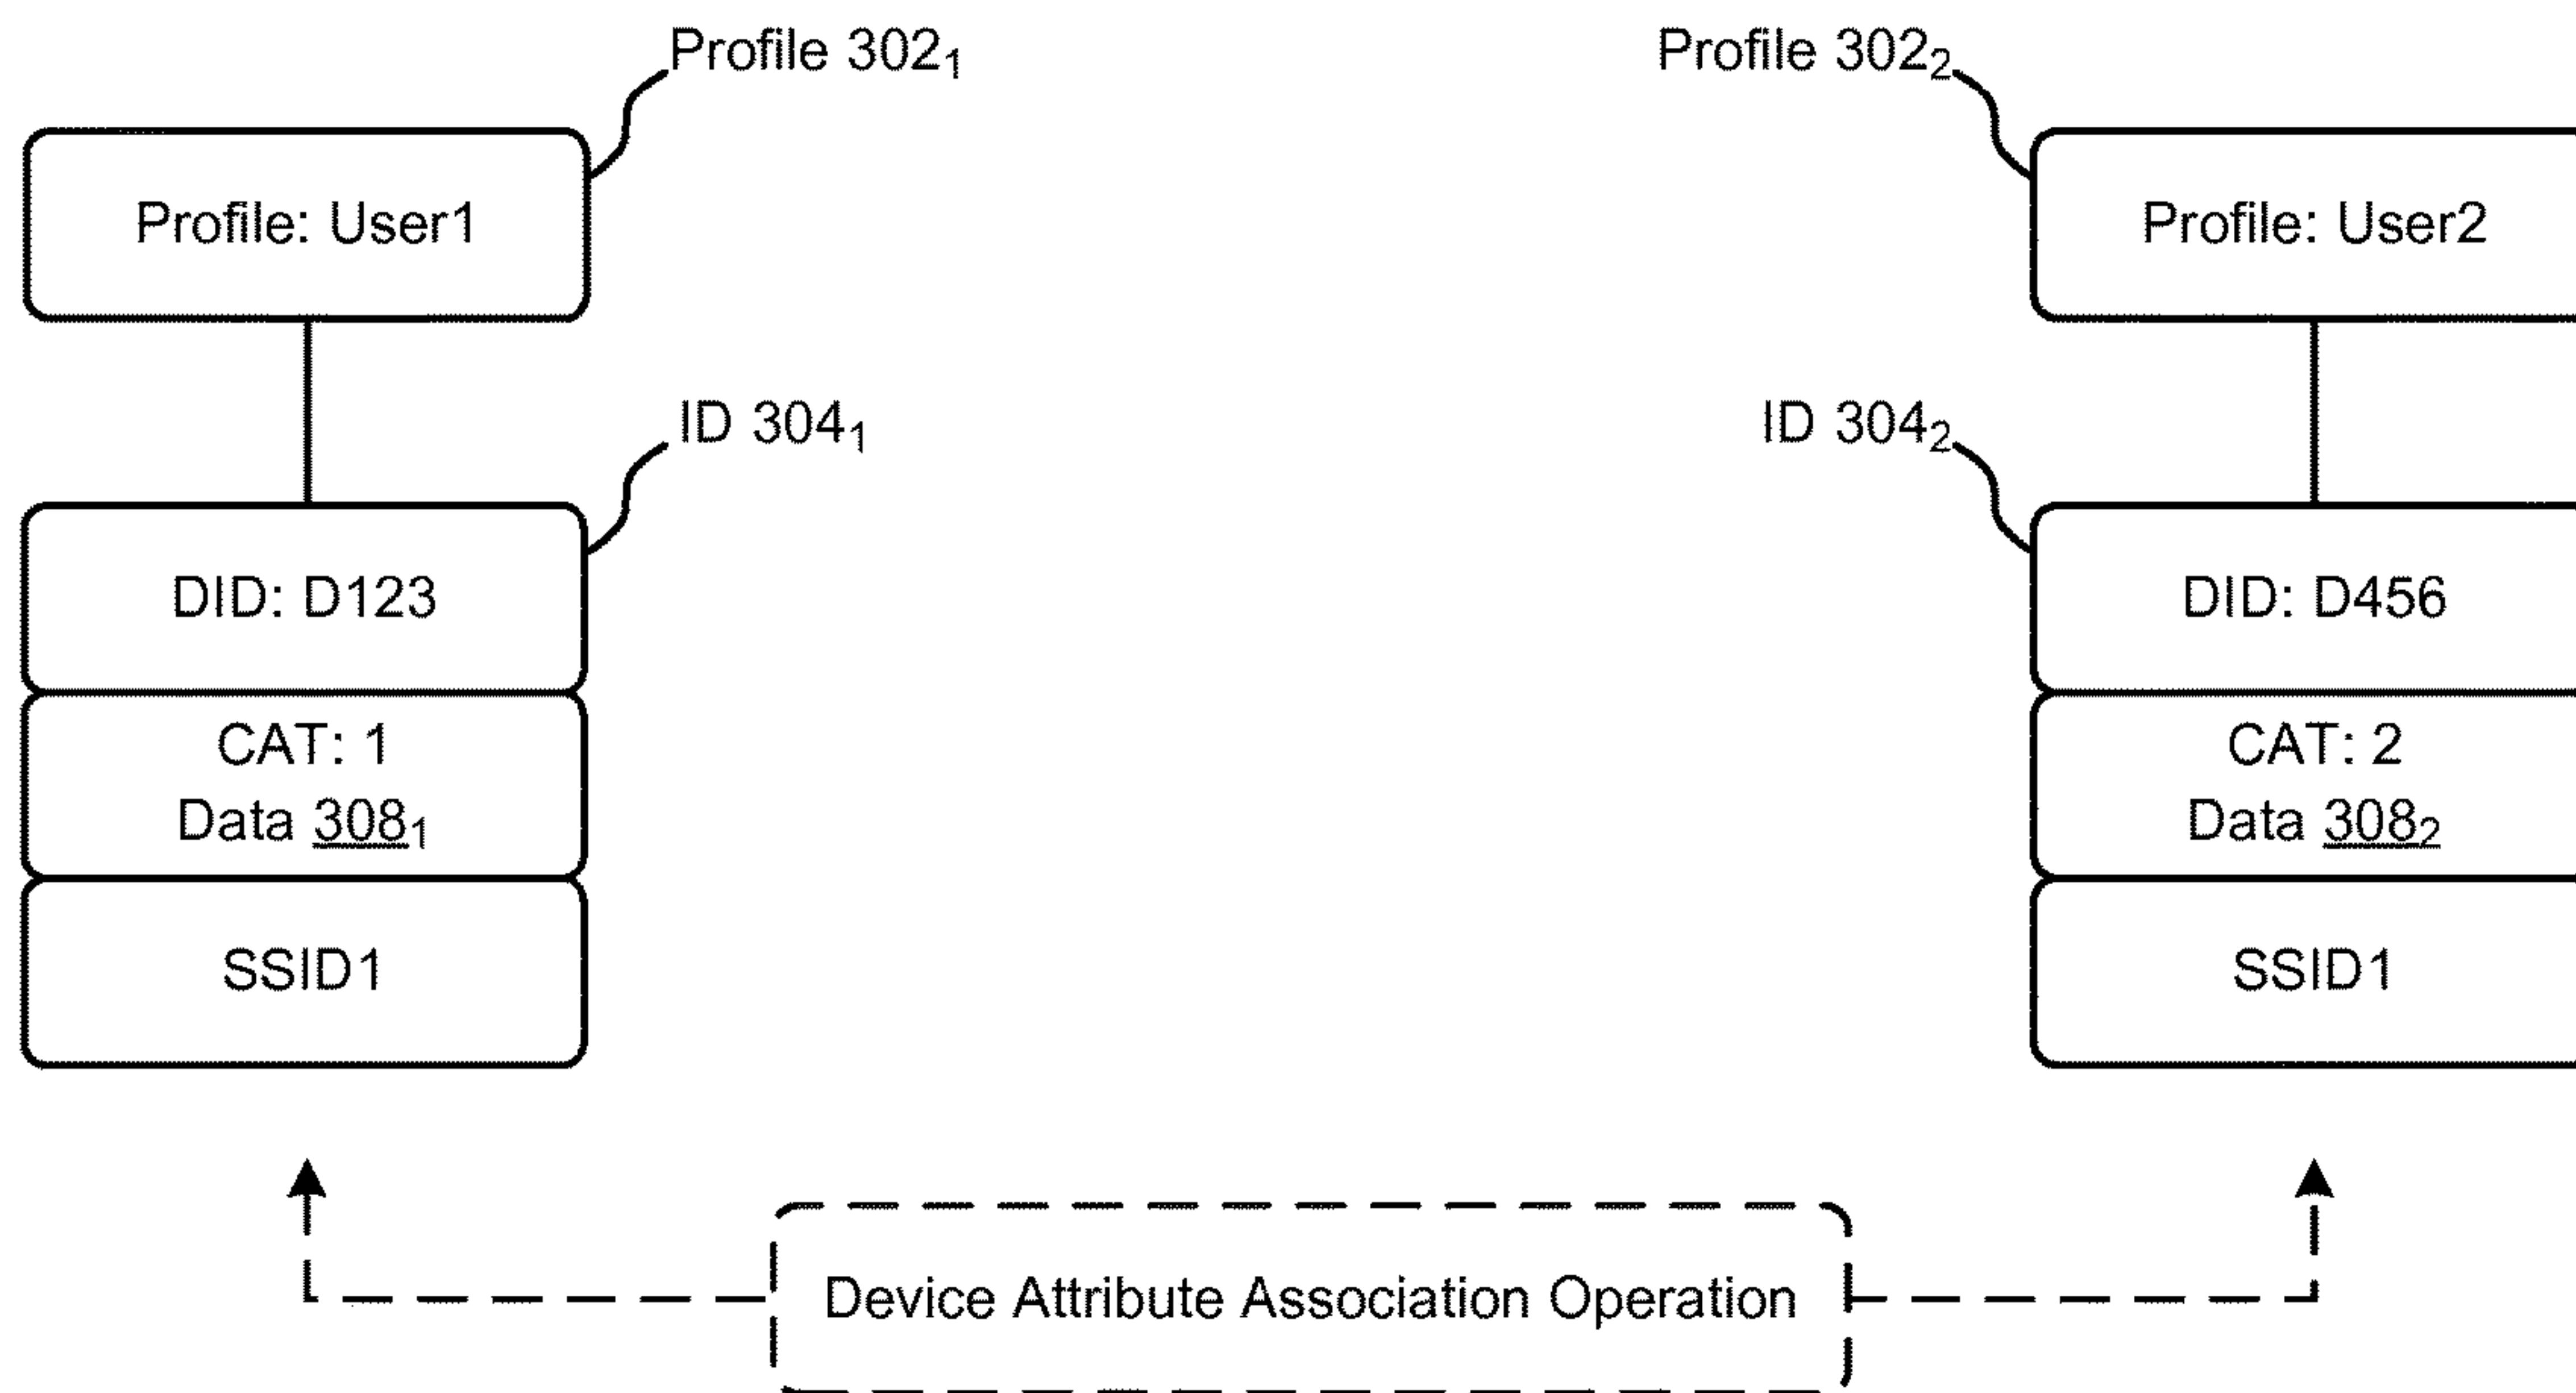 Profile 302₁
Profile 302₂
Profile: User1
Profile: User2
ID 304₁
ID 304₂
DID: D123
DID: D456
CAT: 1
Data 308₁
CAT: 2
Data 308₂
SSID1
SSID1
Device Attribute Association Operation